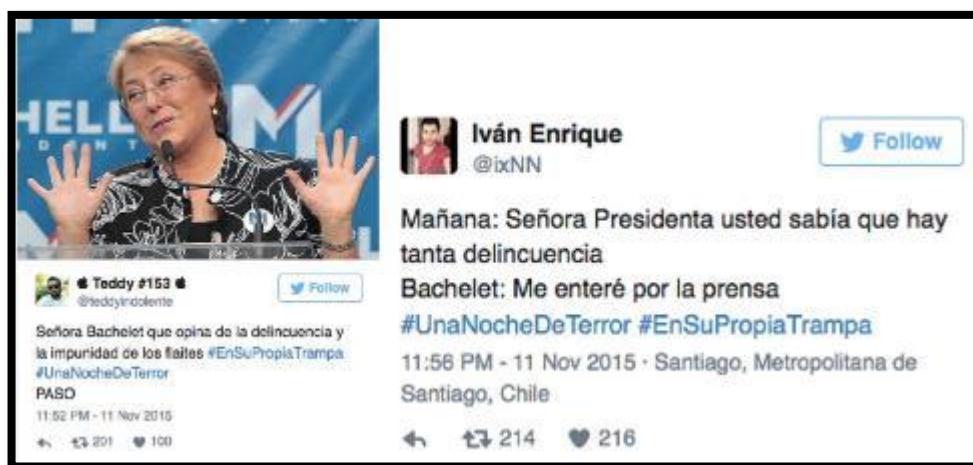 HELL
DENT
Teddy #153
@teddyindolente
Follow
Señora Bachelet que opina de la delincuencia y
la impunidad de los flaites #EnSuPropiaTrampa
#UnaNocheDeTerror
PASO
11:52 PM - 11 Nov 2015
201 100
Iván Enrique
@ixNN
Follow
Mañana: Señora Presidenta usted sabía que hay
tanta delincuencia
Bachelet: Me enteré por la prensa
#UnaNocheDeTerror #EnSuPropiaTrampa
11:56 PM - 11 Nov 2015 · Santiago, Metropolitana de
Santiago, Chile
214 216